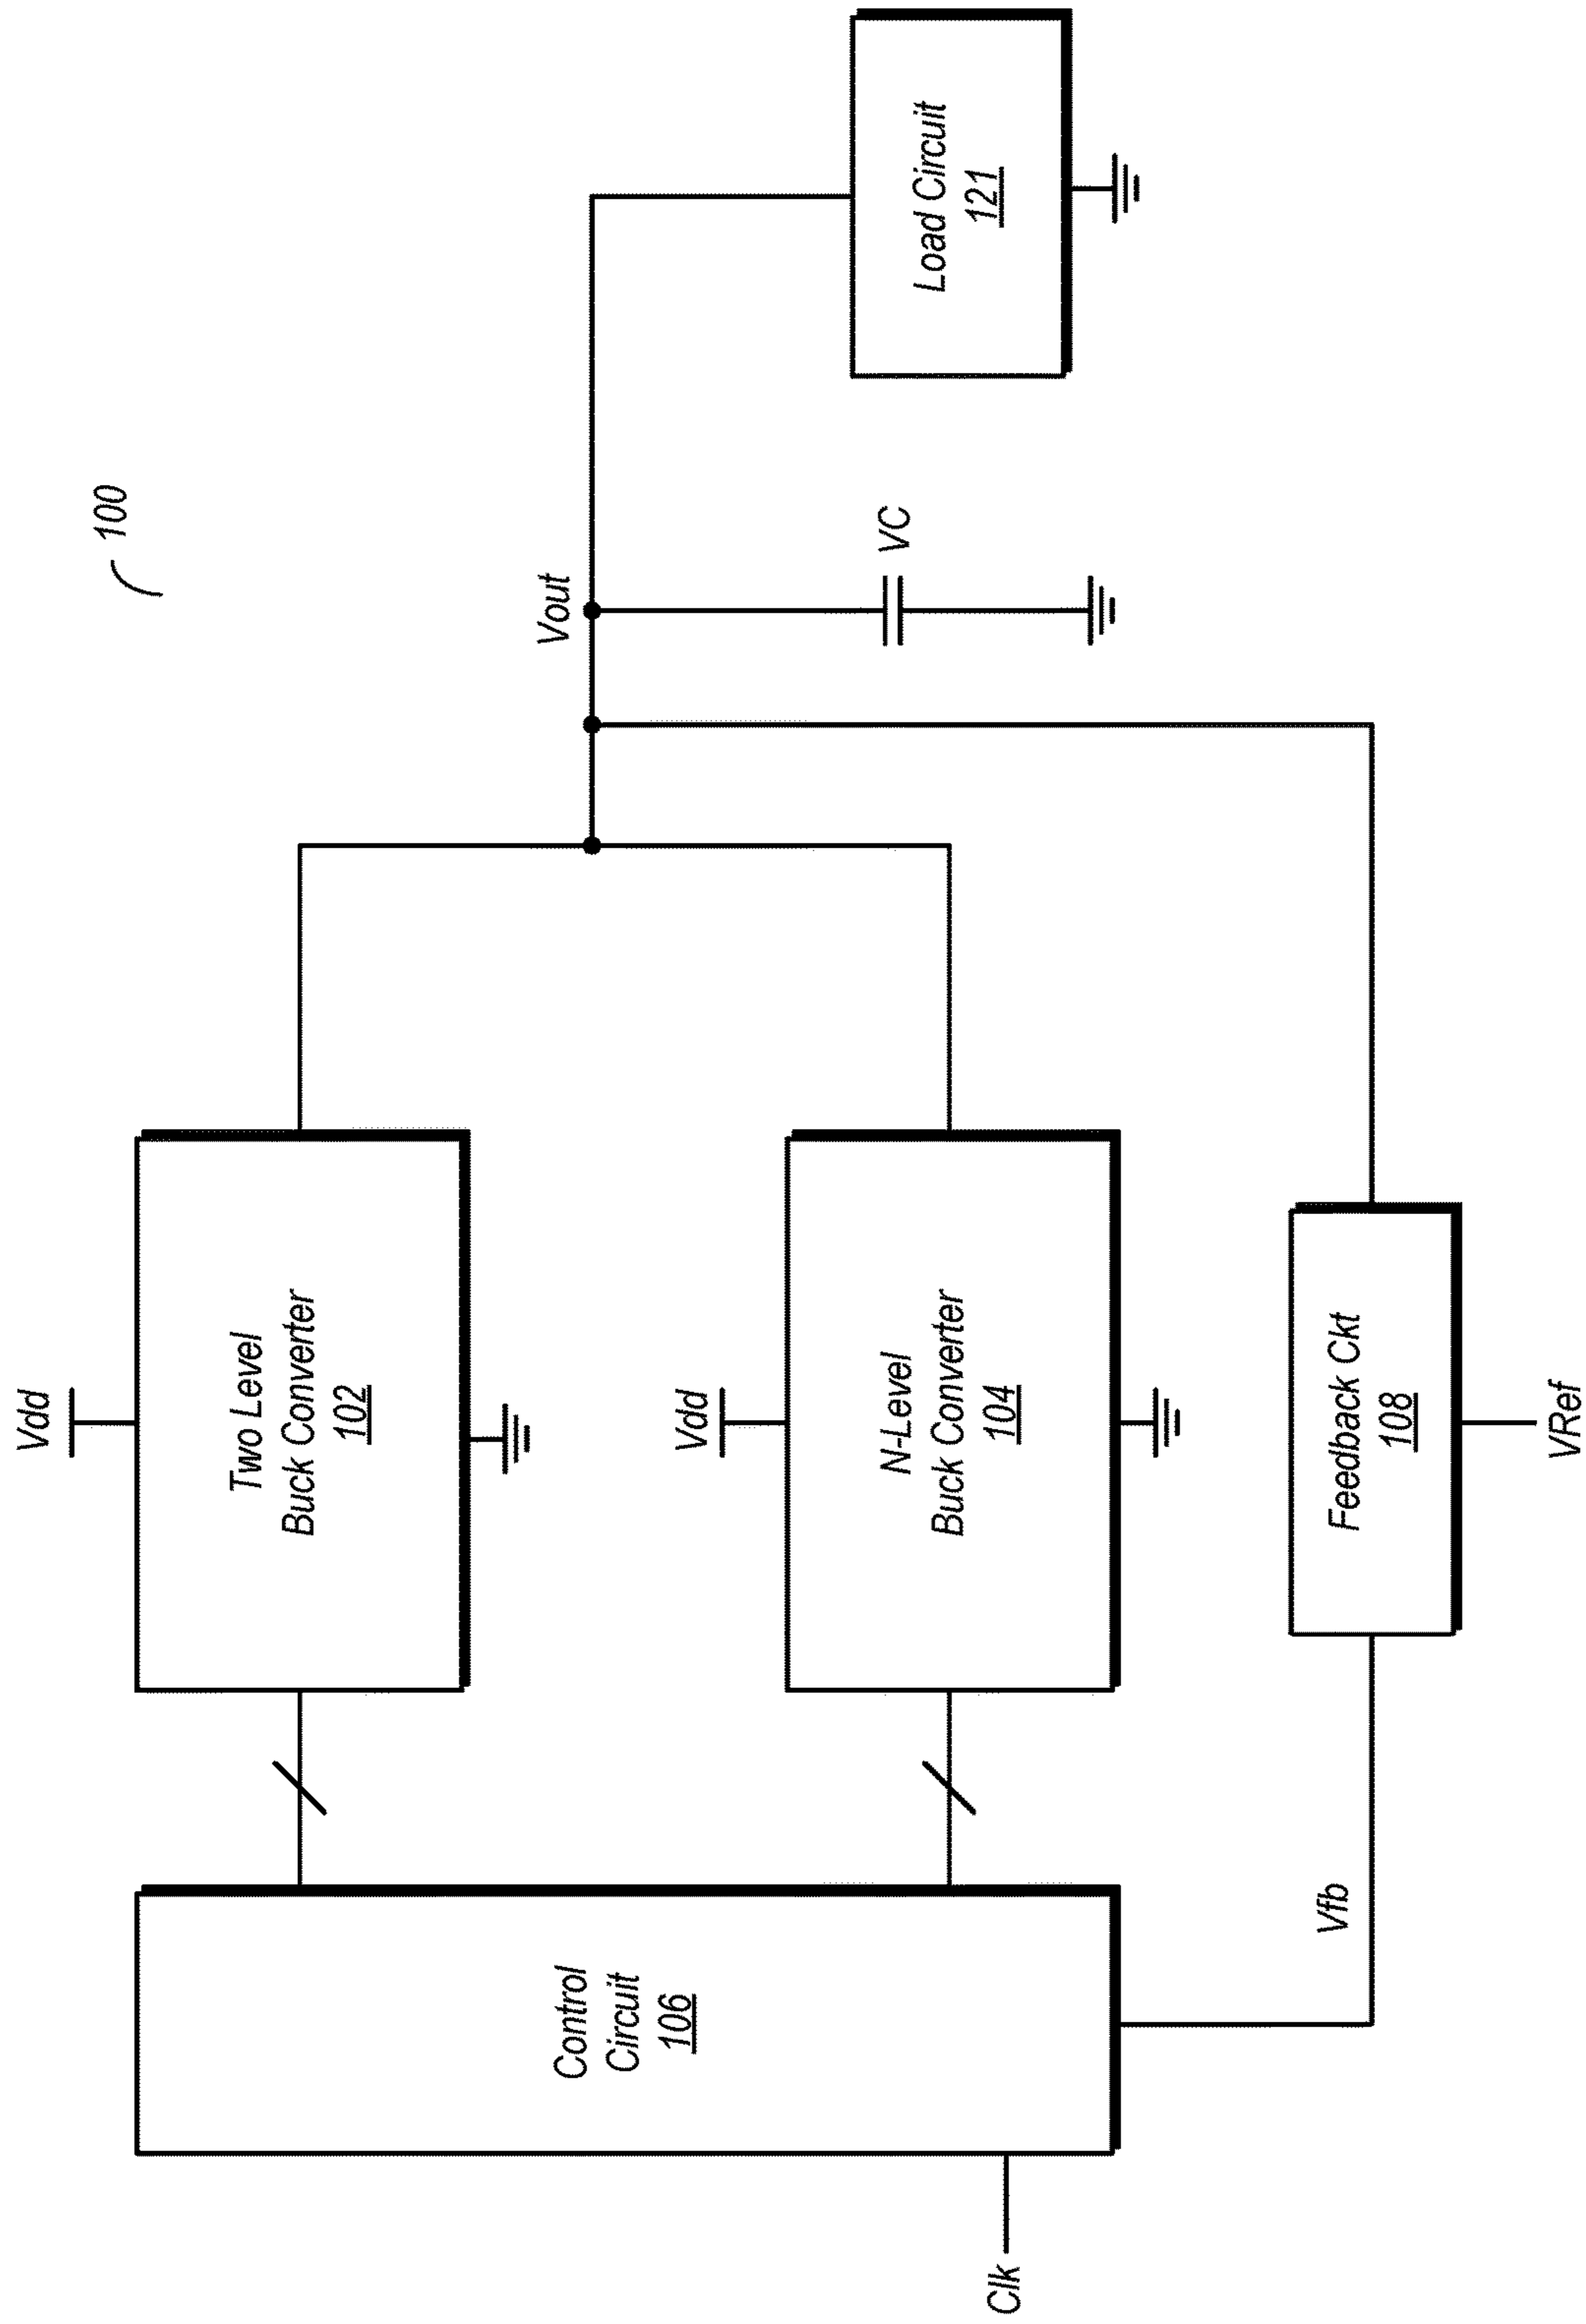 100
Vdd
Two Level
Buck Converter
102
Vout
Control
Circuit
106
Vdd
N-Level
Buck Converter
104
VC
Load Circuit
121
Clk
Vfb
Feedback Ckt
108
VRef